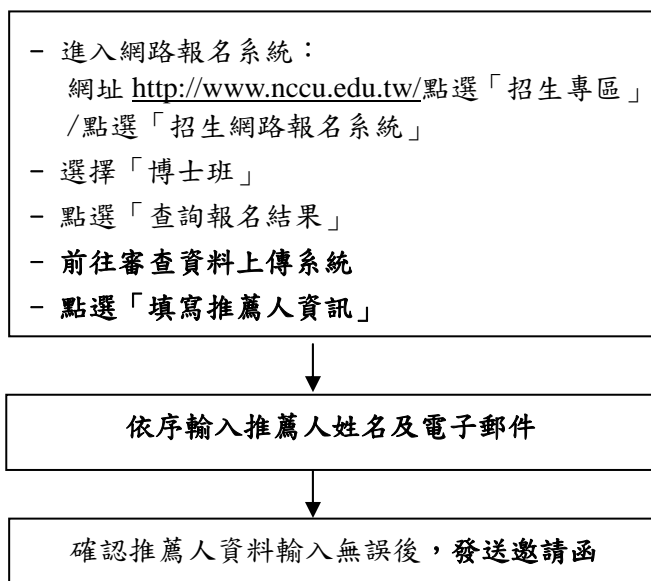 - 進入網路報名系統：
網址 http://www.nccu.edu.tw/點選「招生專區」
/點選「招生網路報名系統」
- 選擇「博士班」
- 點選「查詢報名結果」
- 前往審查資料上傳系統
- 點選「填寫推薦人資訊」
依序輸入推薦人姓名及電子郵件
確認推薦人資料輸入無誤後，發送邀請函